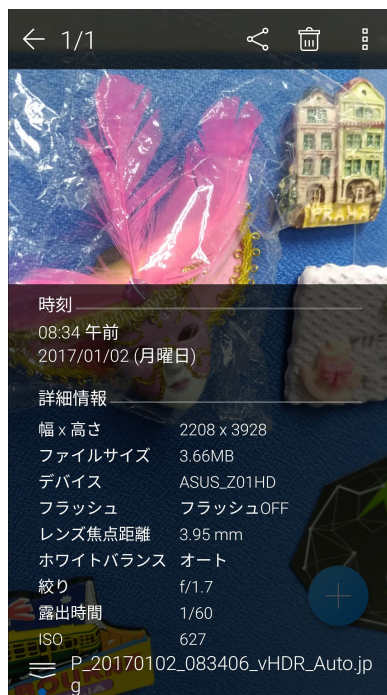 1/1
PRAHA
時刻
08:34 午前
2017/01/02 (月曜日)
詳細情報
幅 x 高さ 2208 x 3928
ファイルサイズ 3.66MB
デバイス ASUS_Z01HD
フラッシュ フラッシュOFF
レンズ焦点距離 3.95 mm
ホワイトバランス オート
絞り f/1.7
露出時間 1/60
ISO 627
P_20170102_083406_vHDR_Auto.jp
g